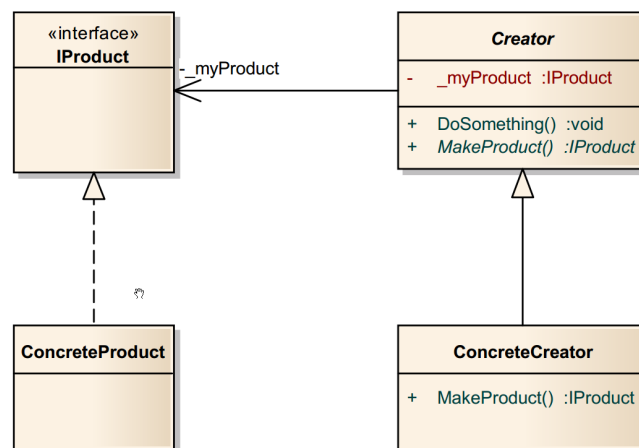 «interface»
IProduct
-_myProduct
Creator
- _myProduct :IProduct
+ DoSomething() :void
+ MakeProduct() :IProduct
ConcreteProduct
ConcreteCreator
+ MakeProduct() :IProduct